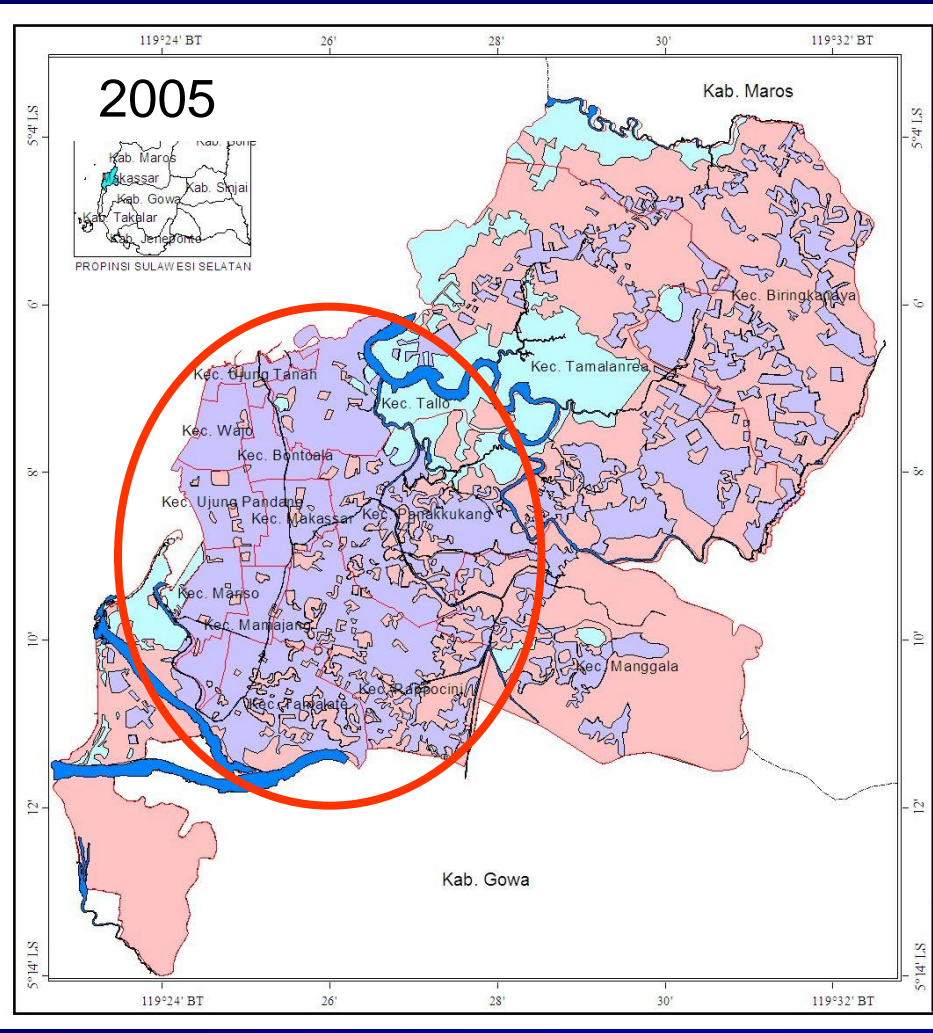 119°24' BT 26' 28' 30' 119°32' BT
2005
Kab. Maros
5°4' LS
5°4' LS
Kab. Bone
Kab. Maros
Makassar
Kab. Sinjai
Kab. Gowa
Kab. Takalar
Kab. Jeneponto
PROPINSI SULAWESI SELATAN
6'
6'
Kec. Biringkanaya
Kec. Ujung Tanah
Kec. Tamalanrea
Kec. Tallo
Kec. Wajo
Kec. Bontoala
8'
8'
Kec. Ujung Pandang
Kec. Makassar
Kec. Panakkukang
Kec. Mariso
Kec. Mamajang
10'
10'
Kec. Manggala
Kec. Rappocini
Kec. Tamalate
12'
12'
Kab. Gowa
5°14' LS
5°14' LS
119°24' BT 26' 28' 30' 119°32' BT